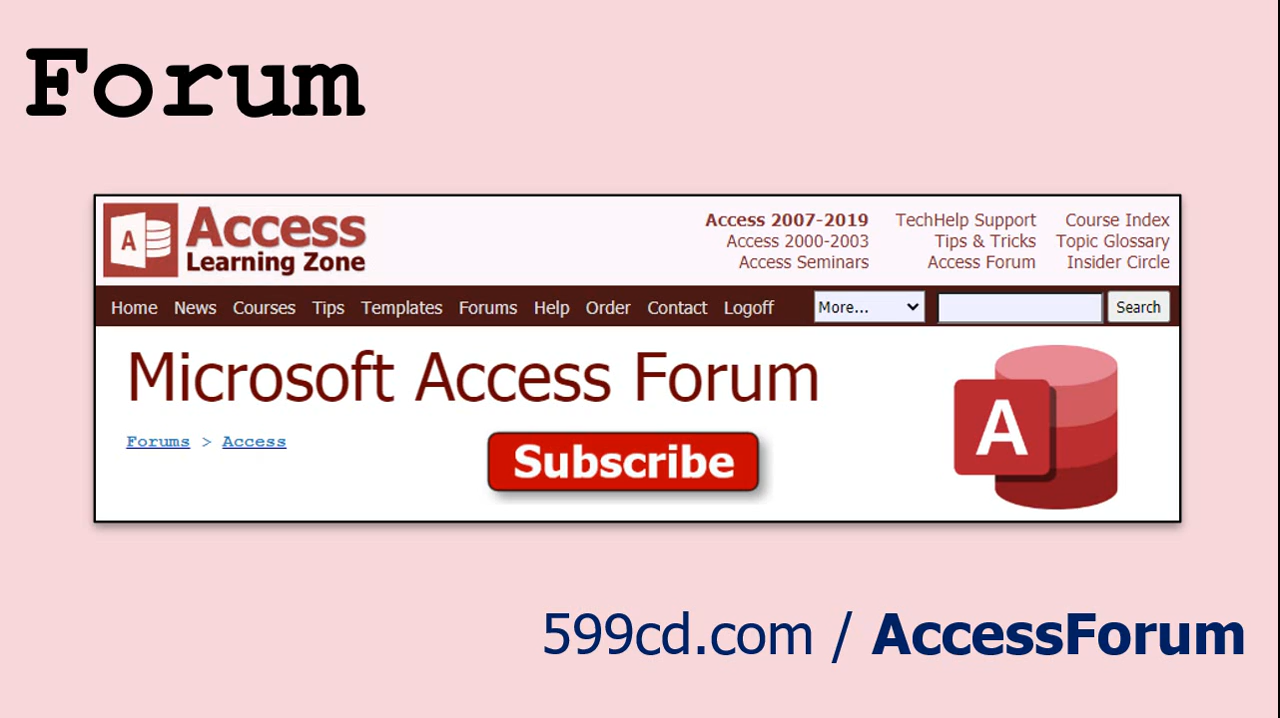 Forum
A
Access
Learning Zone
Access 2007-2019 TechHelp Support Course Index
Access 2000-2003 Tips & Tricks Topic Glossary
Access Seminars Access Forum Insider Circle
Home News Courses Tips Templates Forums Help Order Contact Logoff More... Search
Microsoft Access Forum
Forums > Access
Subscribe
A
599cd.com / AccessForum